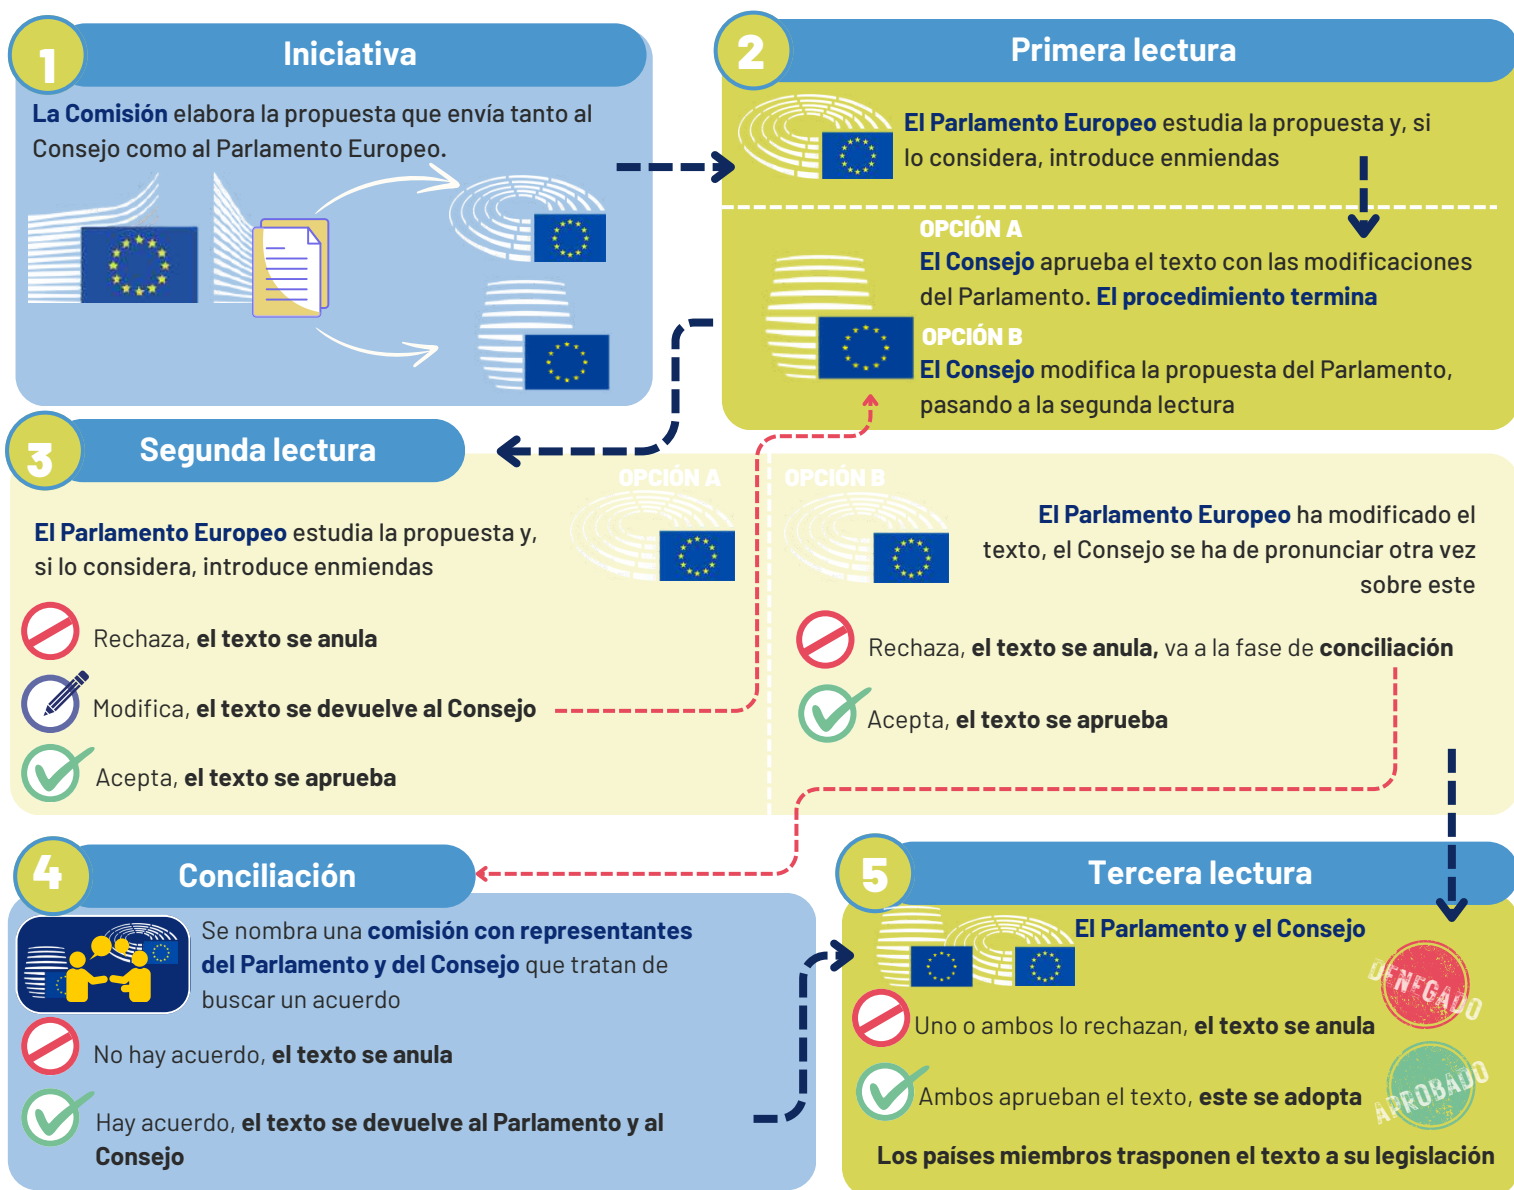 1
Iniciativa
La Comisión elabora la propuesta que envía tanto al
Consejo como al Parlamento Europeo.
2
Primera lectura
El Parlamento Europeo estudia la propuesta y, si
lo considera, introduce enmiendas
OPCIÓN A
El Consejo aprueba el texto con las modificaciones
del Parlamento. El procedimiento termina
OPCIÓN B
El Consejo modifica la propuesta del Parlamento,
pasando a la segunda lectura
3
Segunda lectura
OPCIÓN A
El Parlamento Europeo estudia la propuesta y,
si lo considera, introduce enmiendas
Rechaza, el texto se anula
Modifica, el texto se devuelve al Consejo
Acepta, el texto se aprueba
OPCIÓN B
El Parlamento Europeo ha modificado el
texto, el Consejo se ha de pronunciar otra vez
sobre este
Rechaza, el texto se anula, va a la fase de conciliación
Acepta, el texto se aprueba
4
Conciliación
Se nombra una comisión con representantes
del Parlamento y del Consejo que tratan de
buscar un acuerdo
No hay acuerdo, el texto se anula
Hay acuerdo, el texto se devuelve al Parlamento y al
Consejo
5
Tercera lectura
El Parlamento y el Consejo
DENEGADO
Uno o ambos lo rechazan, el texto se anula
APROBADO
Ambos aprueban el texto, este se adopta
Los países miembros trasponen el texto a su legislación